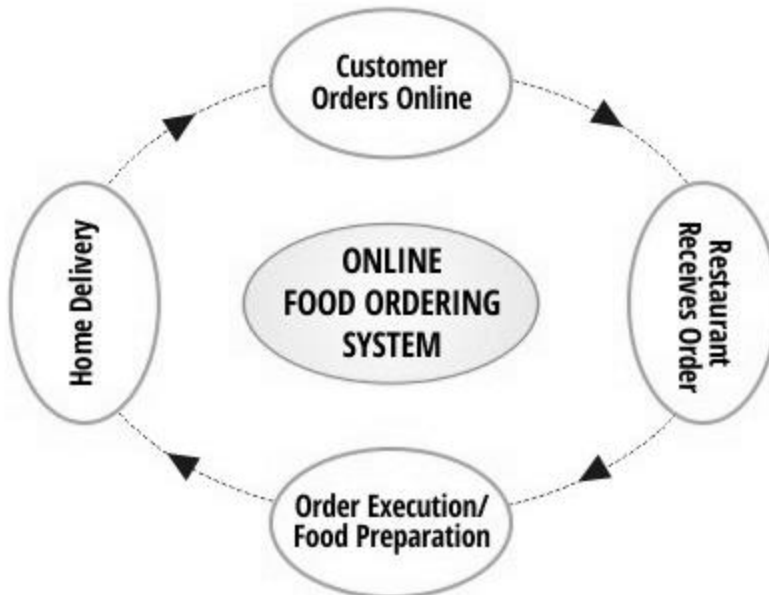 Customer
Orders Online
Restaurant
Receives Order
Order Execution/
Food Preparation
Home Delivery
ONLINE
FOOD ORDERING
SYSTEM